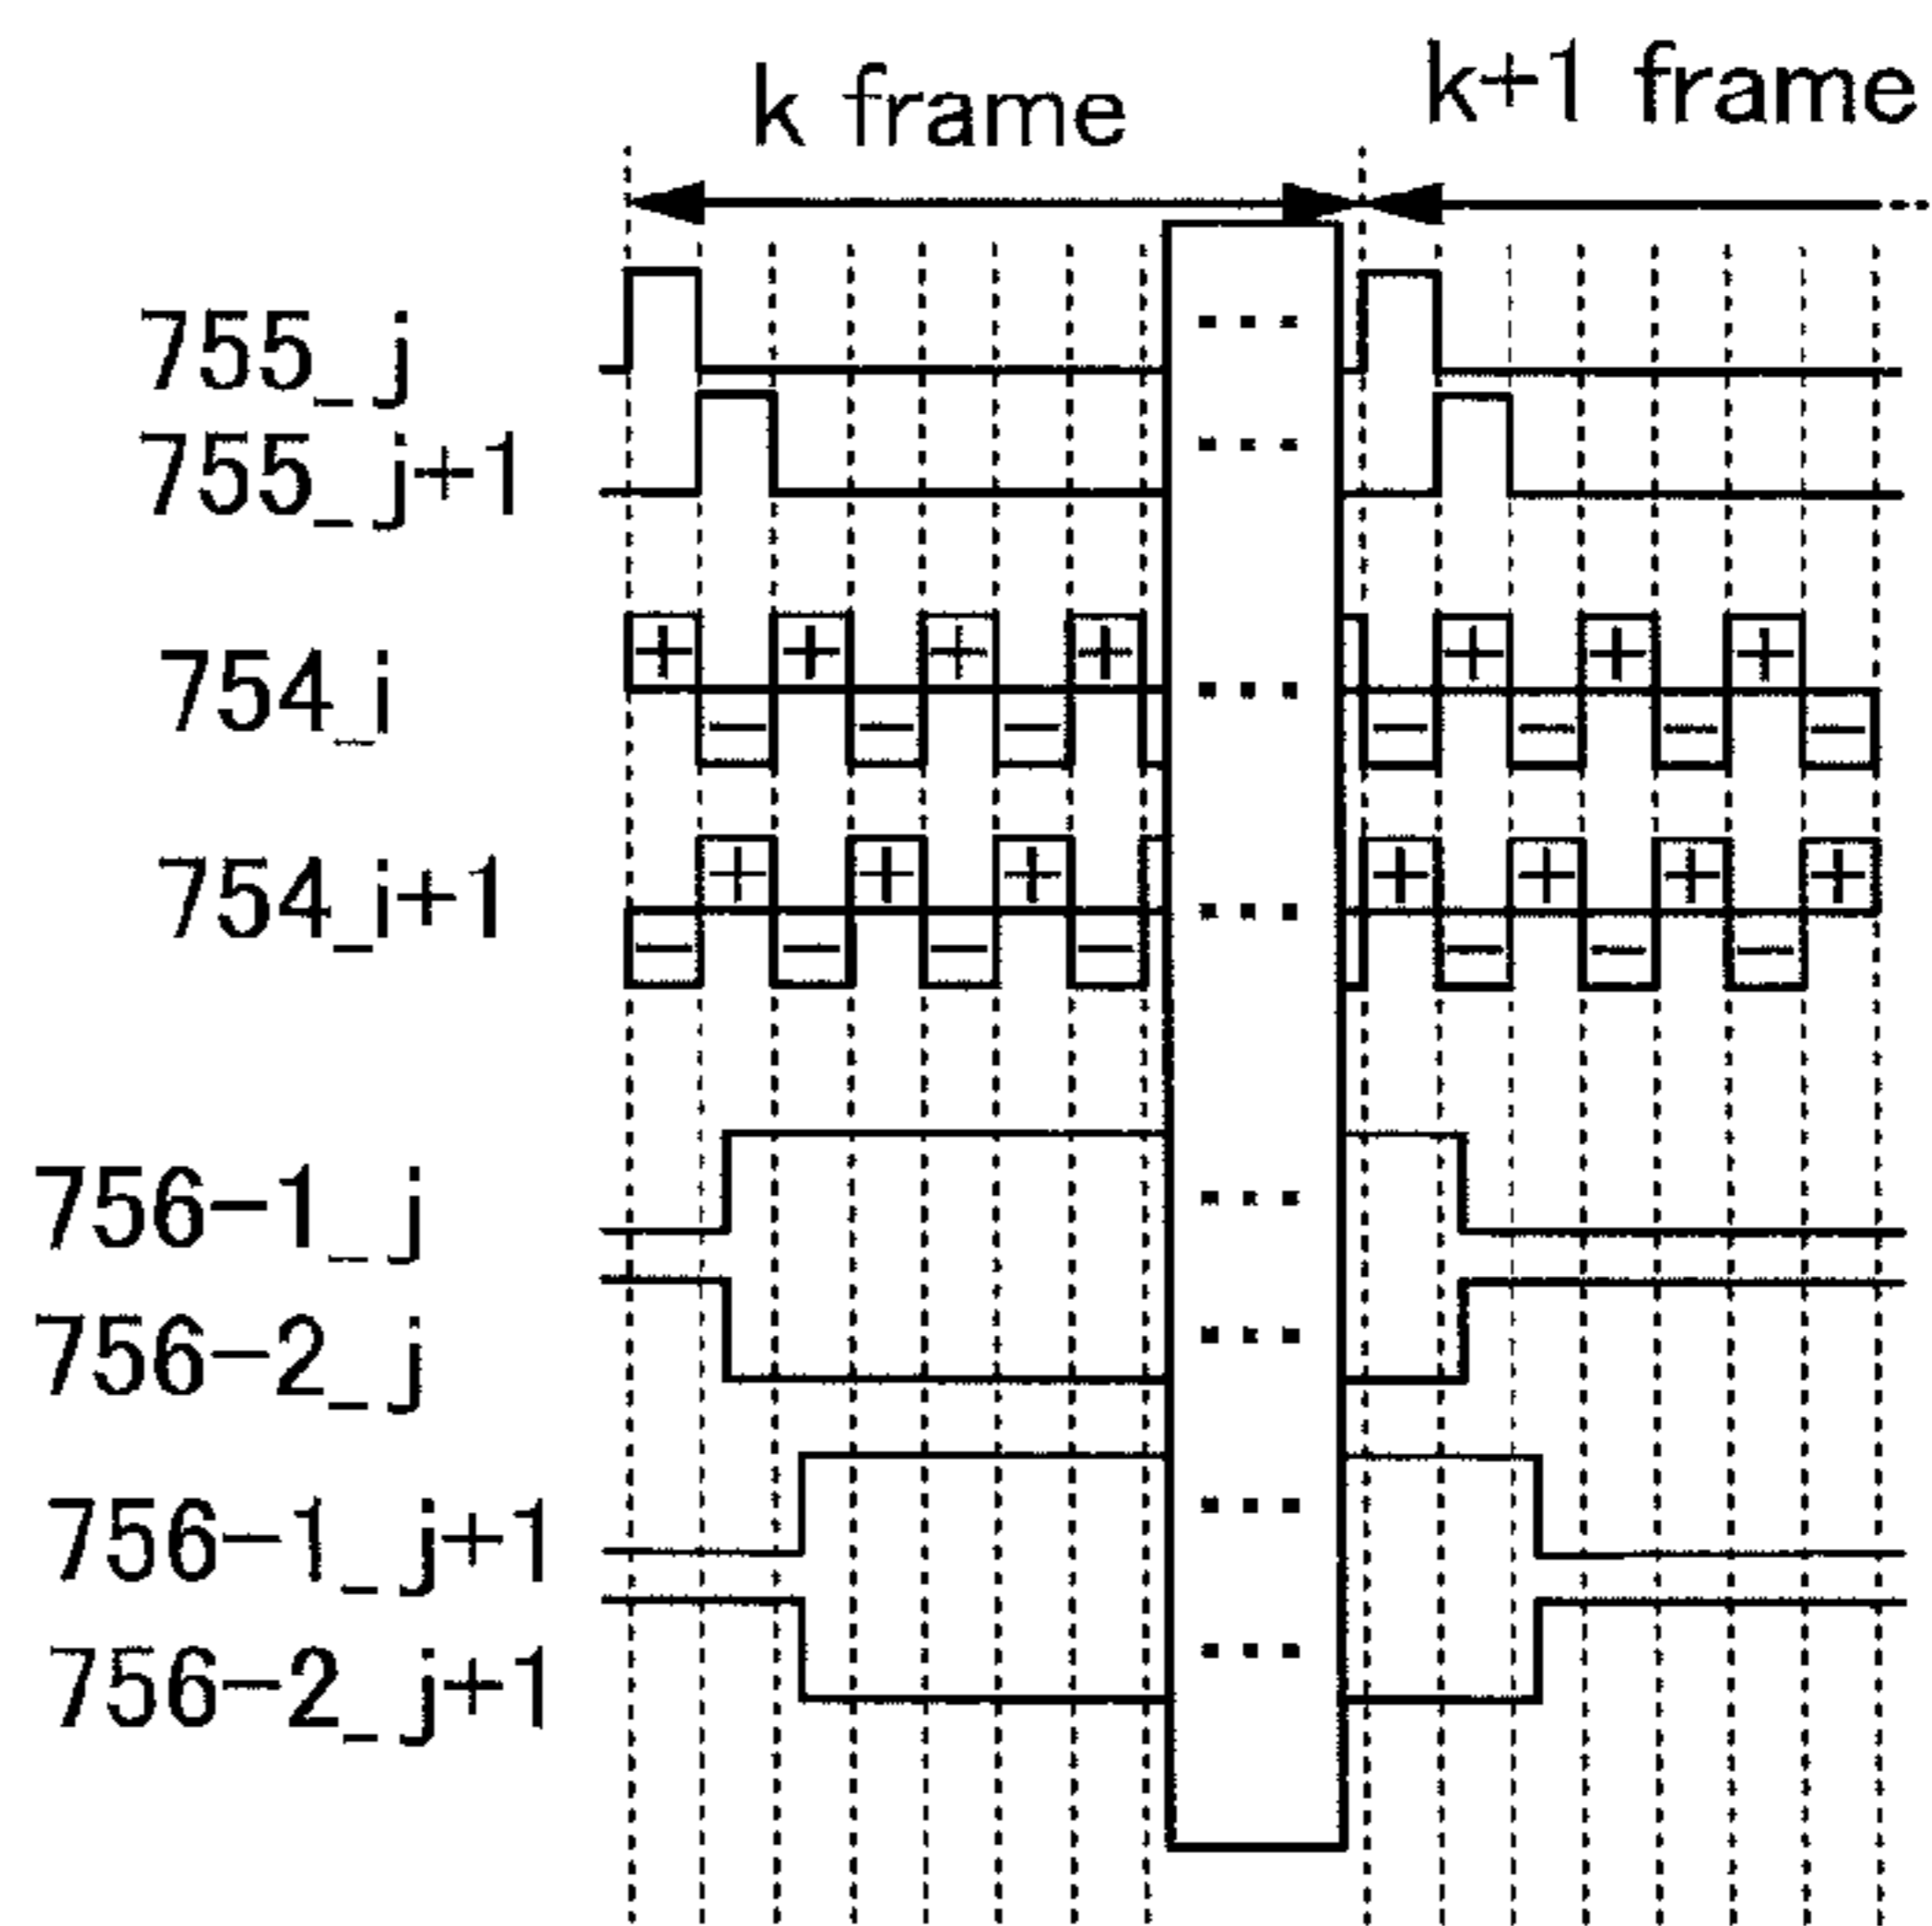 k frame
k+1 frame
755_j
...
755_j+1
...
754_i
+ - + - + - +
...
- + - + - + -
754_i+1
- + - + - + -
...
+ - + - + - +
756-1_j
...
756-2_j
...
756-1_j+1
...
756-2_j+1
...